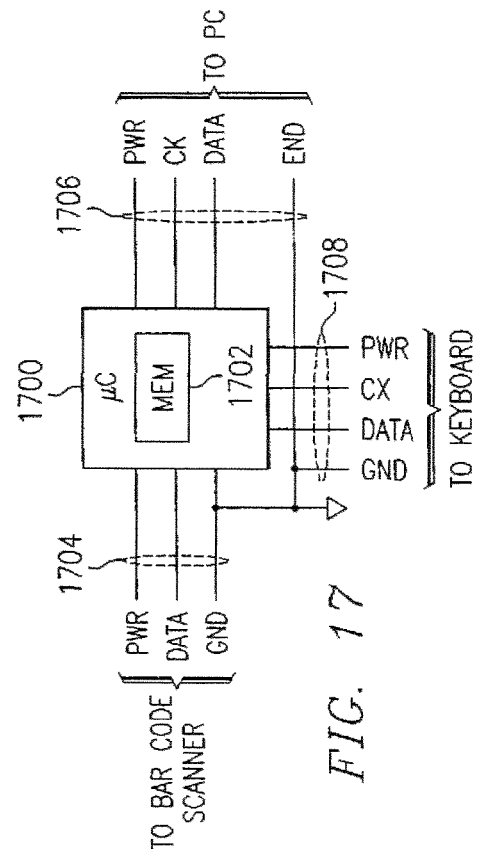 1700
1706
PWR
CK
DATA
END
TO PC
μC
MEM
1702
1704
PWR
DATA
GND
TO BAR CODE
SCANNER
1708
PWR
CX
DATA
GND
TO KEYBOARD
FIG. 17